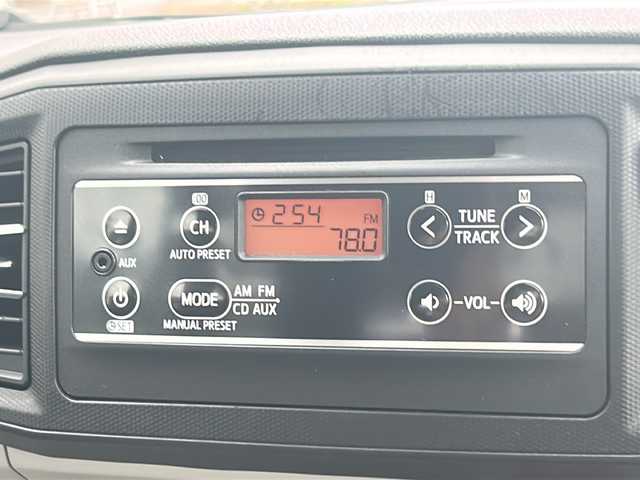 :00
H
M
CH
2:54
FM
TUNE
AUTO PRESET
78.0
TRACK
AUX
MODE
AM FM
CD AUX
VOL
SET
MANUAL PRESET